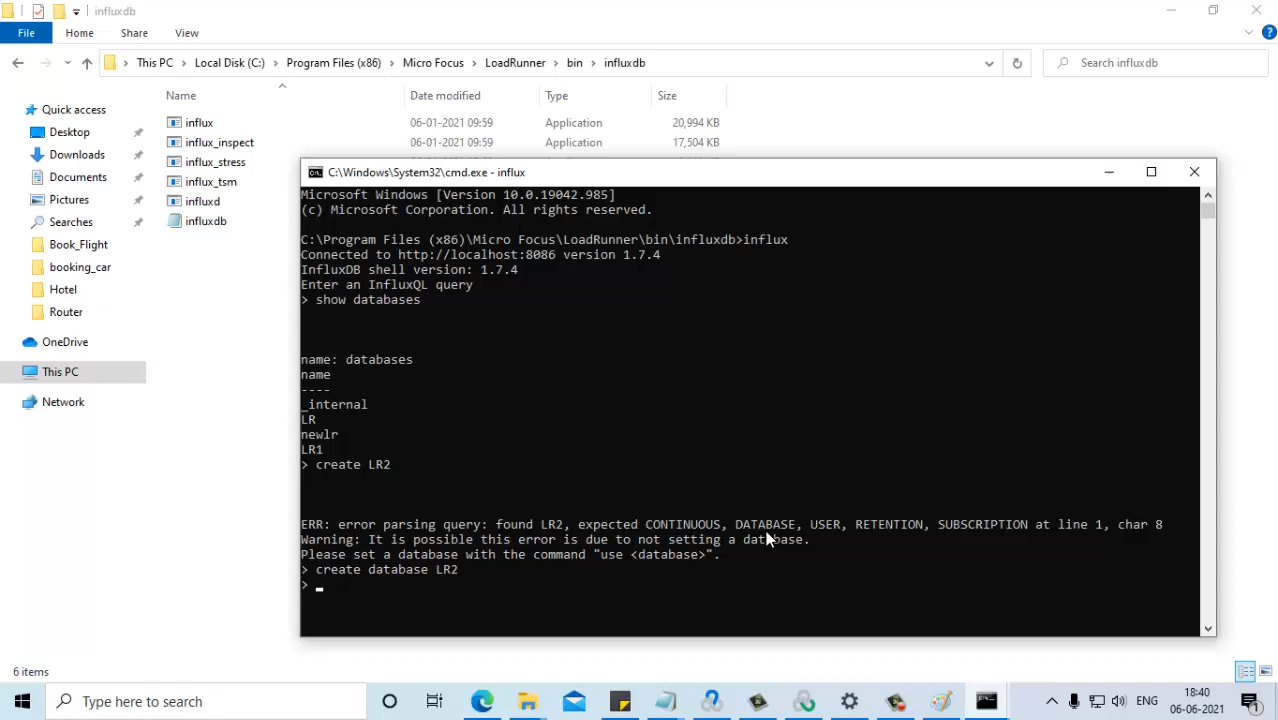 influxdb
File
Home
Share
View
This PC
Local Disk (C:)
Program Files (x86)
Micro Focus
LoadRunner
bin
influxdb
Search influxdb
Name
Date modified
Type
Size
Quick access
Desktop
Downloads
Documents
Pictures
Searches
Book_Flight
booking_car
Hotel
Router
OneDrive
This PC
Network
influx 06-01-2021 09:59 Application 20,994 KB
influx_inspect 06-01-2021 09:59 Application 17,504 KB
influx_stress
influx_tsm
influxd
influxdb
C:\Windows\System32\cmd.exe - influx
Microsoft Windows [Version 10.0.19042.985]
(c) Microsoft Corporation. All rights reserved.
C:\Program Files (x86)\Micro Focus\LoadRunner\bin\influxdb>influx
Connected to http://localhost:8086 version 1.7.4
InfluxDB shell version: 1.7.4
Enter an InfluxQL query
> show databases
name: databases
name
----
_internal
LR
newlr
LR1
> create LR2
ERR: error parsing query: found LR2, expected CONTINUOUS, DATABASE, USER, RETENTION, SUBSCRIPTION at line 1, char 8
Warning: It is possible this error is due to not setting a database.
Please set a database with the command "use <database>".
> create database LR2
>
6 items
Type here to search
ENG
18:40
06-06-2021
1